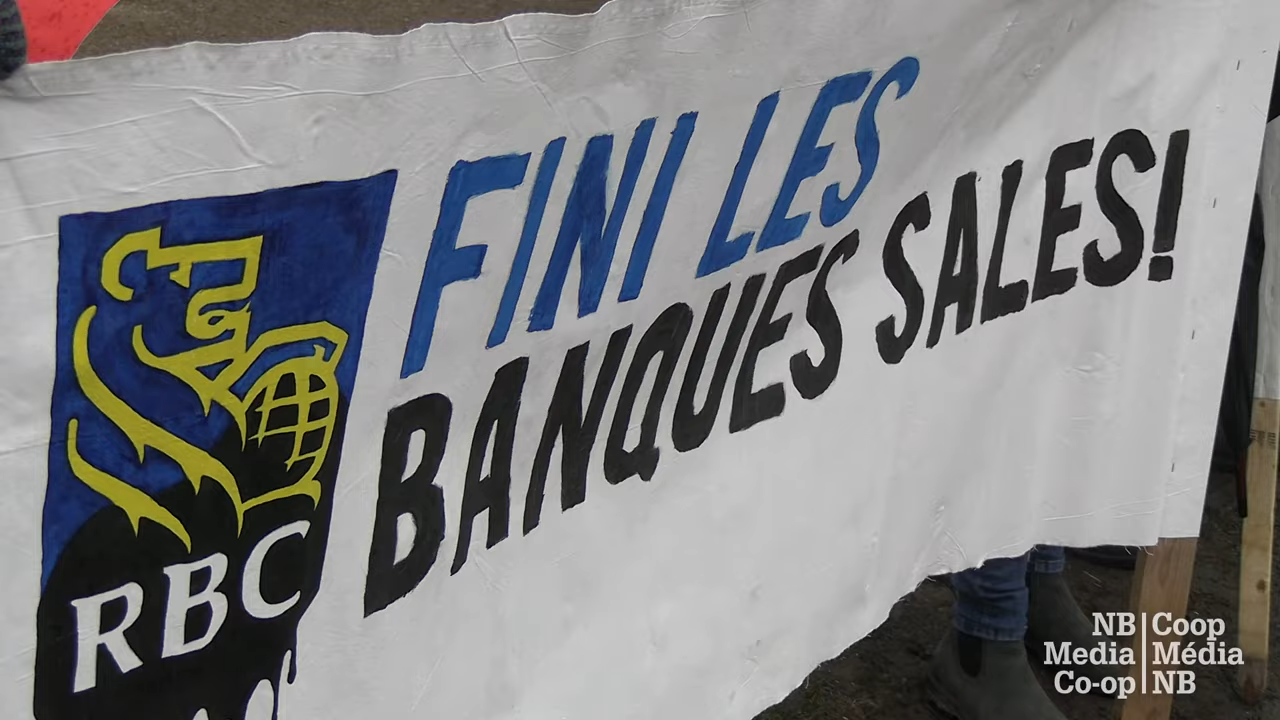 FINI LES
BANQUES SALES!
RBC
NB Coop
Media Média
Co-op NB